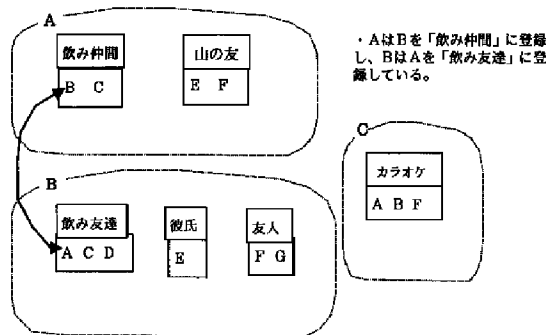 A
飲み仲間
B C
山の友
E F
・AはBを「飲み仲間」に登録
し、BはAを「飲み友達」に登
録している。
C
カラオケ
A B F
B
飲み友達
A C D
彼氏
E
友人
F G